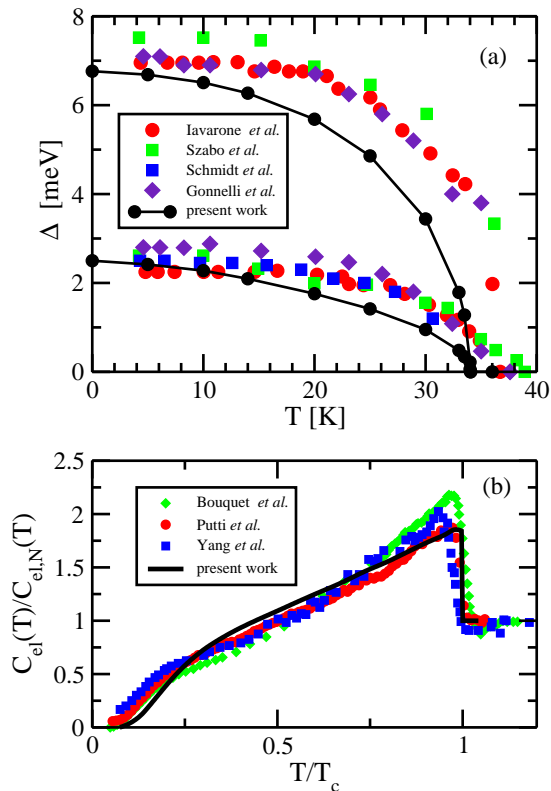 8
6
4
2
0
Δ [meV]
(a)
Iavarone et al.
Szabo et al.
Schmidt et al.
Gonnelli et al.
present work
0
10
20
30
40
T [K]
2.5
2
1.5
1
0.5
0
C_el(T)/C_el,N(T)
(b)
Bouquet et al.
Putti et al.
Yang et al.
present work
0
0.5
1
T/T_c